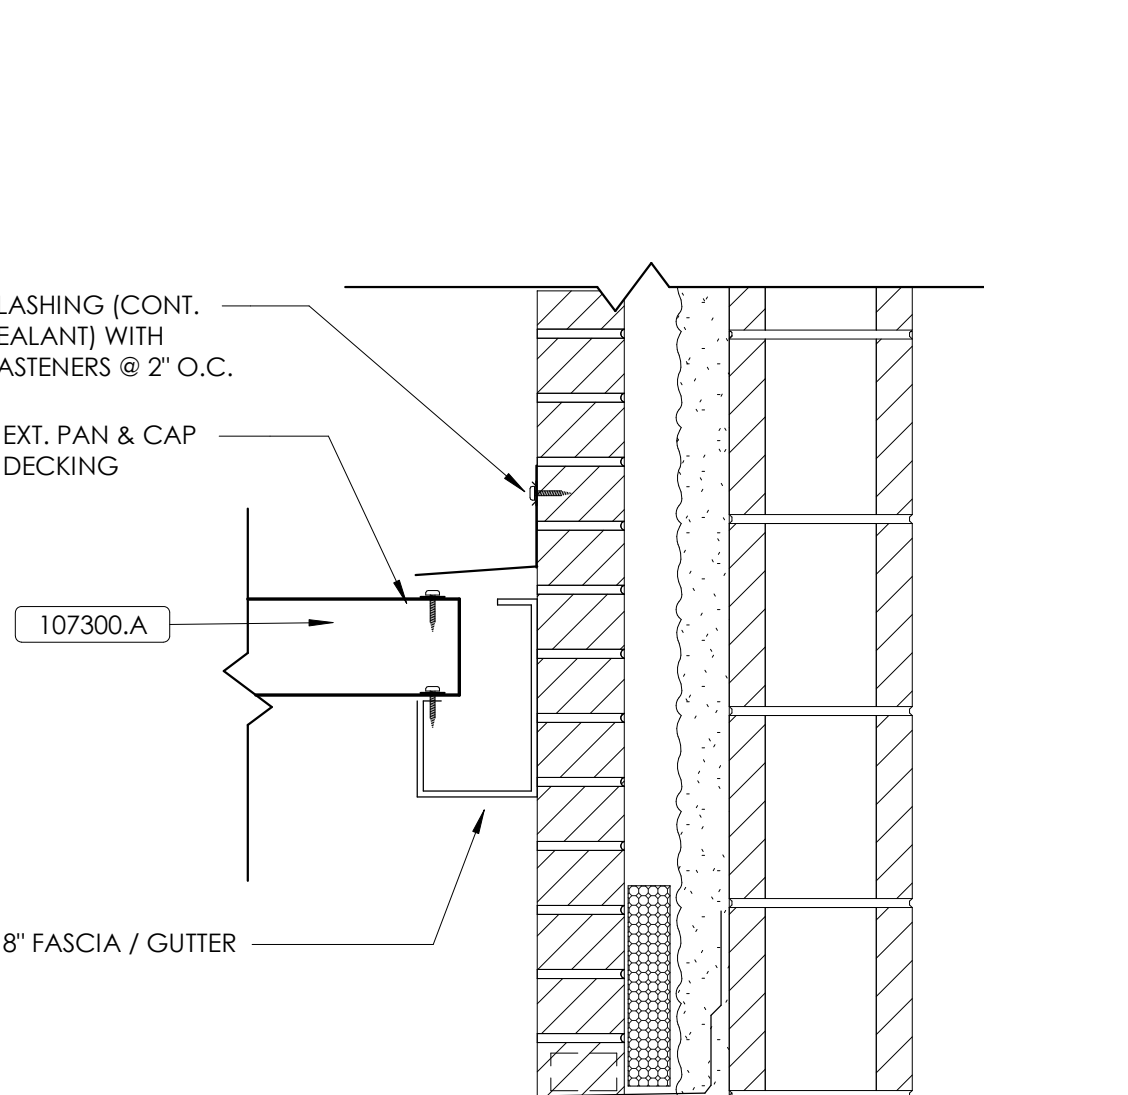 LASHING (CONT.
EALANT) WITH
ASTENERS @ 2" O.C.
EXT. PAN & CAP
DECKING
107300.A
8" FASCIA / GUTTER